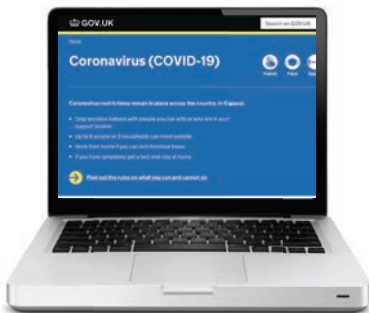 GOV.UK
Search on GOV.UK
Home
Coronavirus (COVID-19)
Hands Face
Coronavirus restrictions remain in place across the country. In England:
Only socialise indoors with people you live with or who are in your
support bubble
Up to 6 people or 2 households can meet outside
Work from home if you can and minimise travel
If you have symptoms get a test and stay at home
Find out the rules on what you can and cannot do